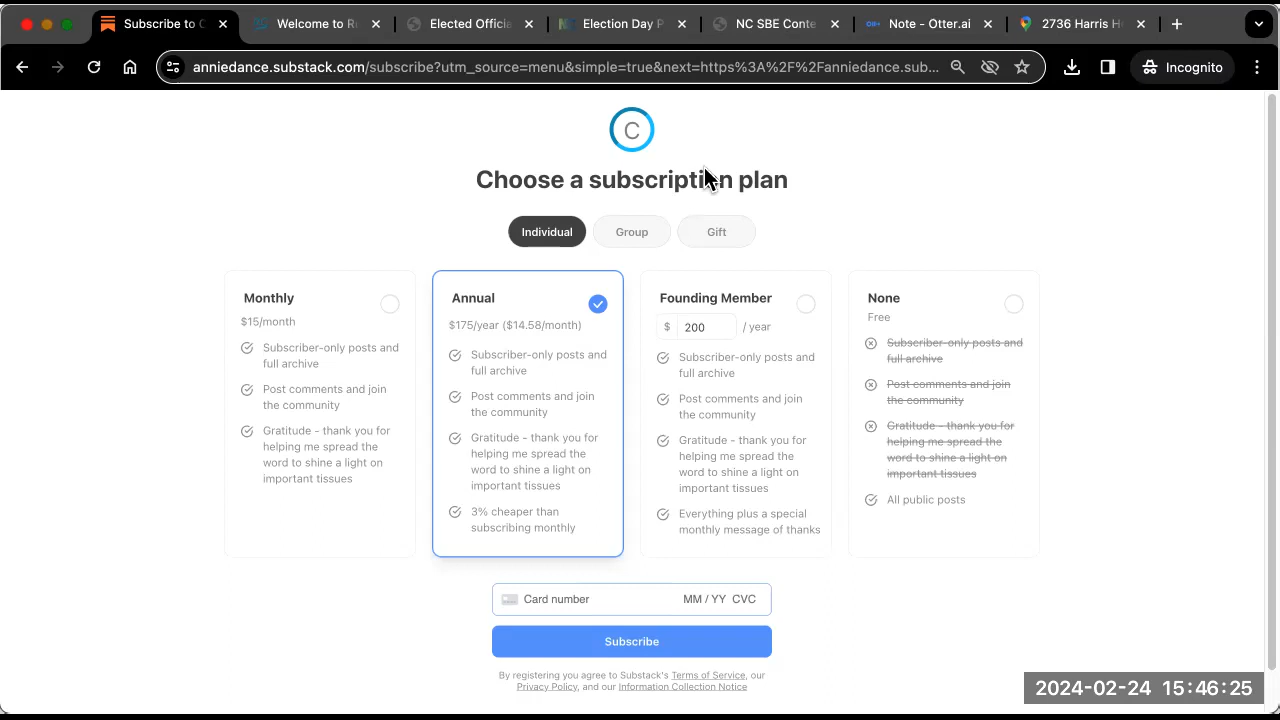 Subscribe to C
Welcome to R
Elected Officia
Election Day P
NC SBE Conte
Note - Otter.ai
2736 Harris H
anniedance.substack.com/subscribe?utm_source=menu&simple=true&next=https%3A%2F%2Fanniedance.sub...
Incognito
C
Choose a subscription plan
Individual
Group
Gift
Monthly
$15/month
Subscriber-only posts and
full archive
Post comments and join
the community
Gratitude - thank you for
helping me spread the
word to shine a light on
important tissues
Annual
$175/year ($14.58/month)
Subscriber-only posts and
full archive
Post comments and join
the community
Gratitude - thank you for
helping me spread the
word to shine a light on
important tissues
3% cheaper than
subscribing monthly
Founding Member
$ 200 / year
Subscriber-only posts and
full archive
Post comments and join
the community
Gratitude - thank you for
helping me spread the
word to shine a light on
important tissues
Everything plus a special
monthly message of thanks
None
Free
Subscriber-only posts and
full archive
Post comments and join
the community
Gratitude - thank you for
helping me spread the
word to shine a light on
important tissues
All public posts
Card number MM / YY CVC
Subscribe
By registering you agree to Substack's Terms of Service, our
Privacy Policy, and our Information Collection Notice
2024-02-24 15:46:25